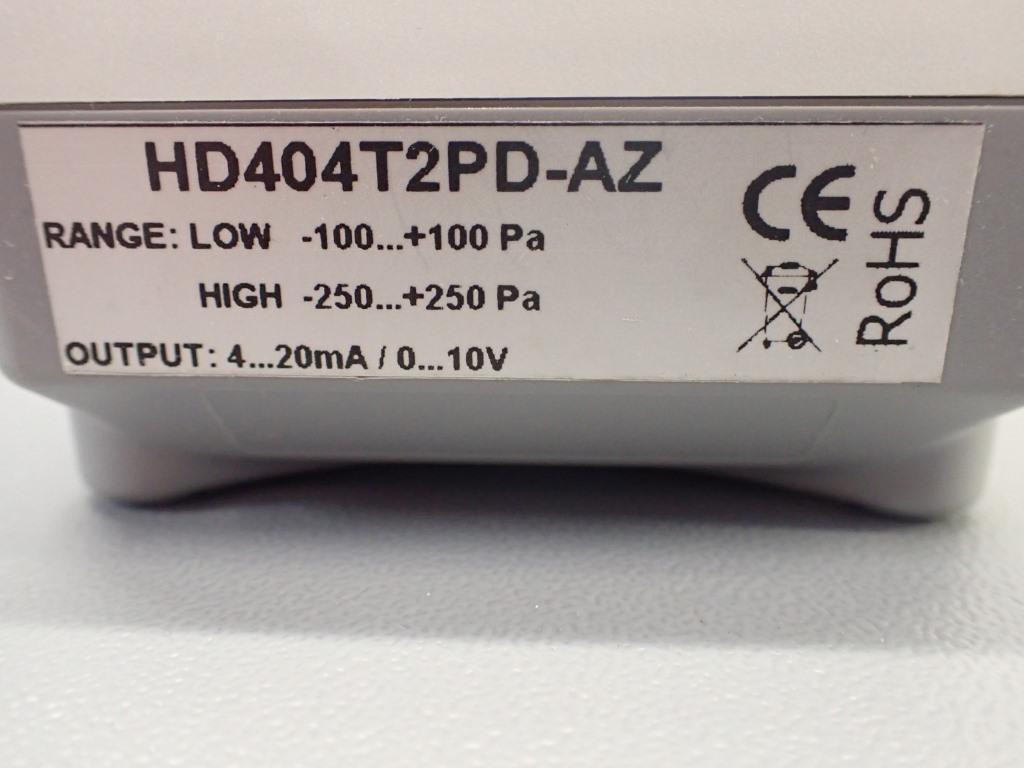 HD404T2PD-AZ
RANGE: LOW -100...+100 Pa
HIGH -250...+250 Pa
OUTPUT: 4...20mA / 0...10V
CE
RoHS